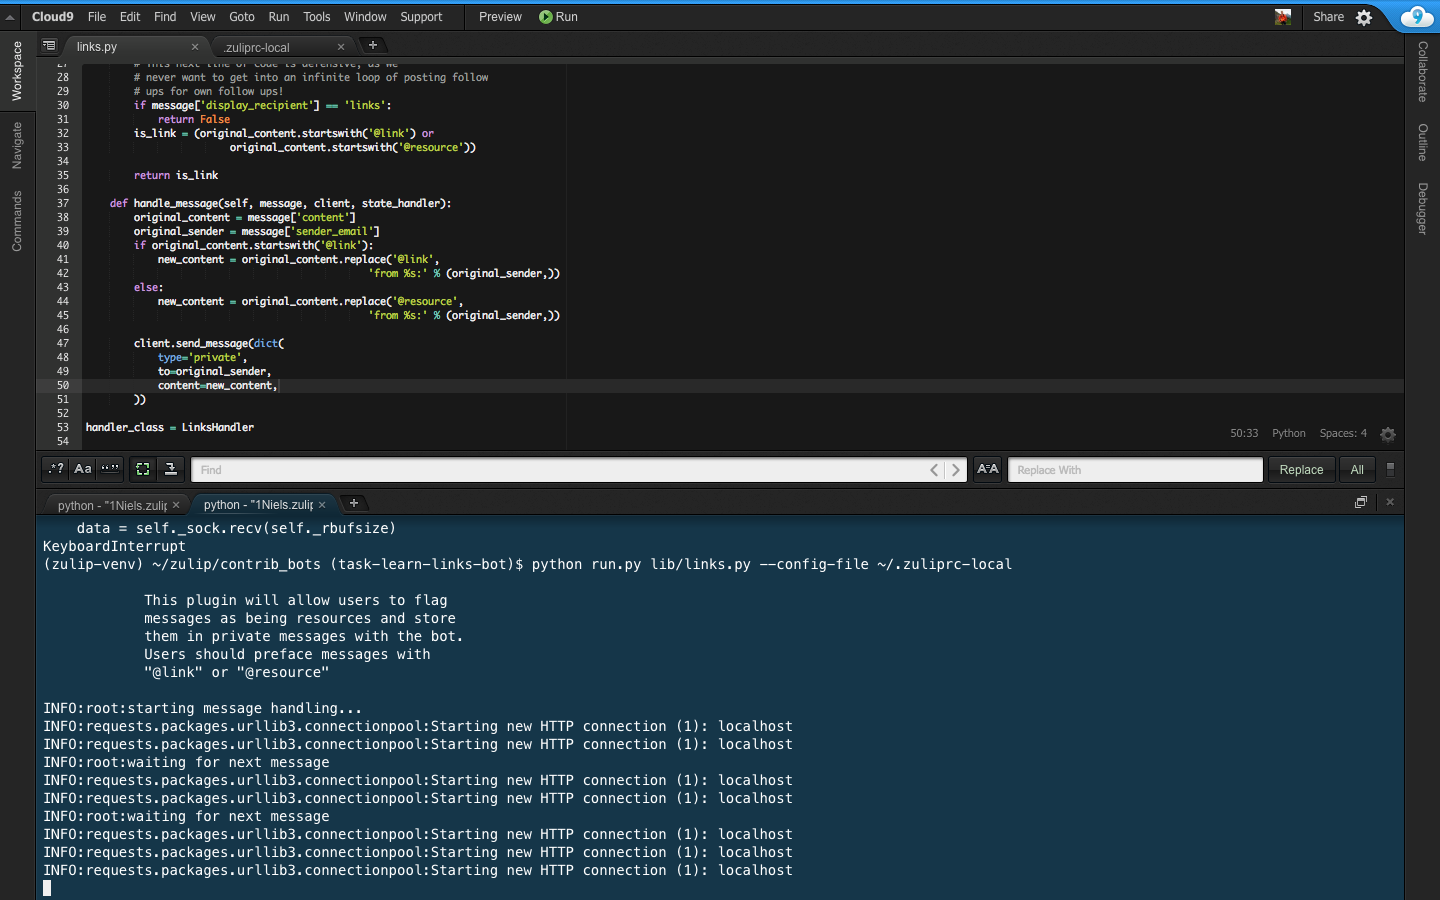 Cloud9 File Edit Find View Goto Run Tools Window Support Preview Run Share
Workspace
Navigate
Commands
Collaborate
Outline
Debugger
links.py × .zuliprc-local × +
27 # This next line of code is defensive, as we
28 # never want to get into an infinite loop of posting follow
29 # ups for own follow ups!
30 if message['display_recipient'] == 'links':
31 return False
32 is_link = (original_content.startswith('@link') or
33 original_content.startswith('@resource'))
34
35 return is_link
36
37 def handle_message(self, message, client, state_handler):
38 original_content = message['content']
39 original_sender = message['sender_email']
40 if original_content.startswith('@link'):
41 new_content = original_content.replace('@link',
42 'from %s:' % (original_sender,))
43 else:
44 new_content = original_content.replace('@resource',
45 'from %s:' % (original_sender,))
46
47 client.send_message(dict(
48 type='private',
49 to=original_sender,
50 content=new_content,
51 ))
52
53 handler_class = LinksHandler
54
50:33 Python Spaces: 4
.*? Aa “” Find < > AA Replace With Replace All
python - "1Niels.zulip × python - "1Niels.zulip × +
data = self._sock.recv(self._rbufsize)
KeyboardInterrupt
(zulip-venv) ~/zulip/contrib_bots (task-learn-links-bot)$ python run.py lib/links.py --config-file ~/.zuliprc-local
This plugin will allow users to flag
messages as being resources and store
them in private messages with the bot.
Users should preface messages with
"@link" or "@resource"
INFO:root:starting message handling...
INFO:requests.packages.urllib3.connectionpool:Starting new HTTP connection (1): localhost
INFO:requests.packages.urllib3.connectionpool:Starting new HTTP connection (1): localhost
INFO:root:waiting for next message
INFO:requests.packages.urllib3.connectionpool:Starting new HTTP connection (1): localhost
INFO:requests.packages.urllib3.connectionpool:Starting new HTTP connection (1): localhost
INFO:root:waiting for next message
INFO:requests.packages.urllib3.connectionpool:Starting new HTTP connection (1): localhost
INFO:requests.packages.urllib3.connectionpool:Starting new HTTP connection (1): localhost
INFO:requests.packages.urllib3.connectionpool:Starting new HTTP connection (1): localhost